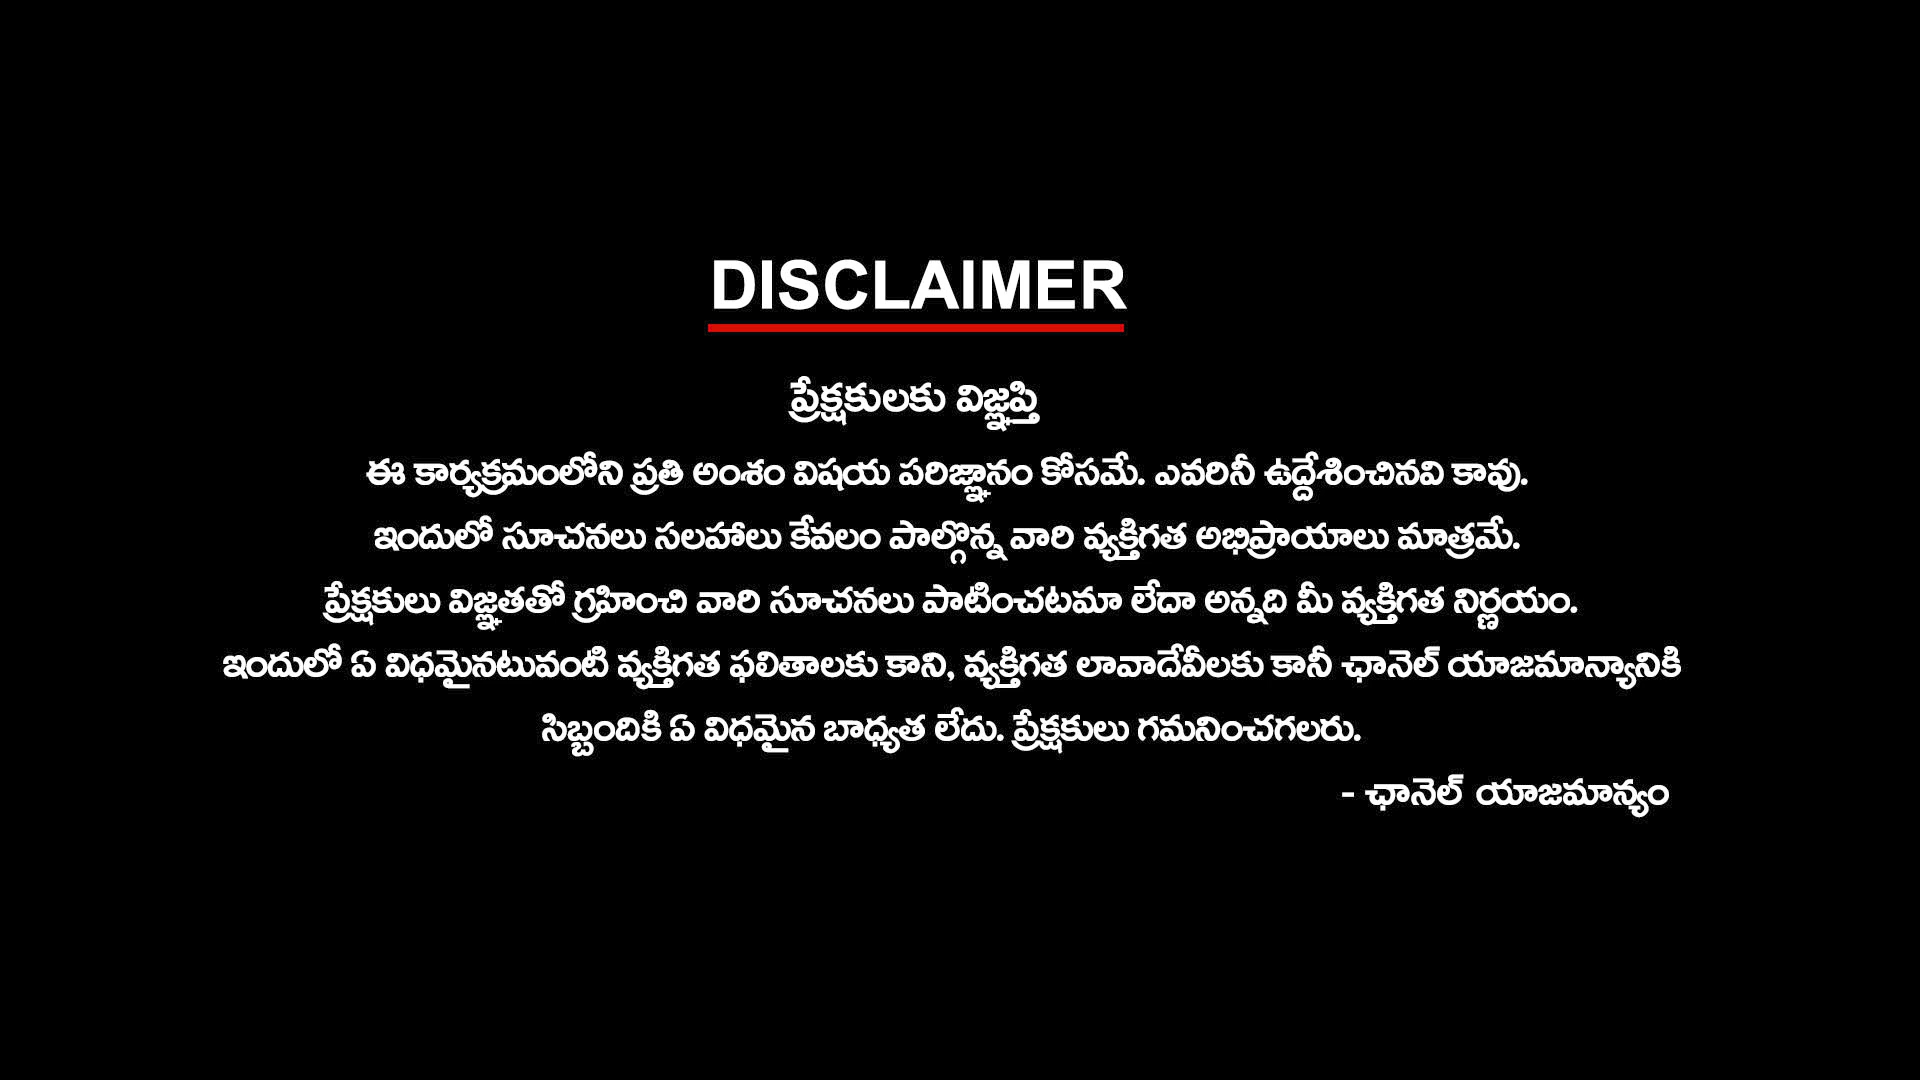 DISCLAIMER
ప్రేక్షకులకు విజ్ఞప్తి
ఈ కార్యక్రమంలోని ప్రతి అంశం విషయ పరిజ్ఞానం కోసమే. ఎవరినీ ఉద్దేశించినవి కావు.
ఇందులో సూచనలు సలహాలు కేవలం పాల్గొన్న వారి వ్యక్తిగత అభిప్రాయాలు మాత్రమే.
ప్రేక్షకులు విజ్ఞతతో గ్రహించి వారి సూచనలు పాటించటమా లేదా అన్నది మీ వ్యక్తిగత నిర్ణయం.
ఇందులో ఏ విధమైనటువంటి వ్యక్తిగత ఫలితాలకు కాని, వ్యక్తిగత లావాదేవీలకు కానీ ఛానెల్ యాజమాన్యానికి
సిబ్బందికి ఏ విధమైన బాధ్యత లేదు. ప్రేక్షకులు గమనించగలరు.
- ఛానెల్ యాజమాన్యం